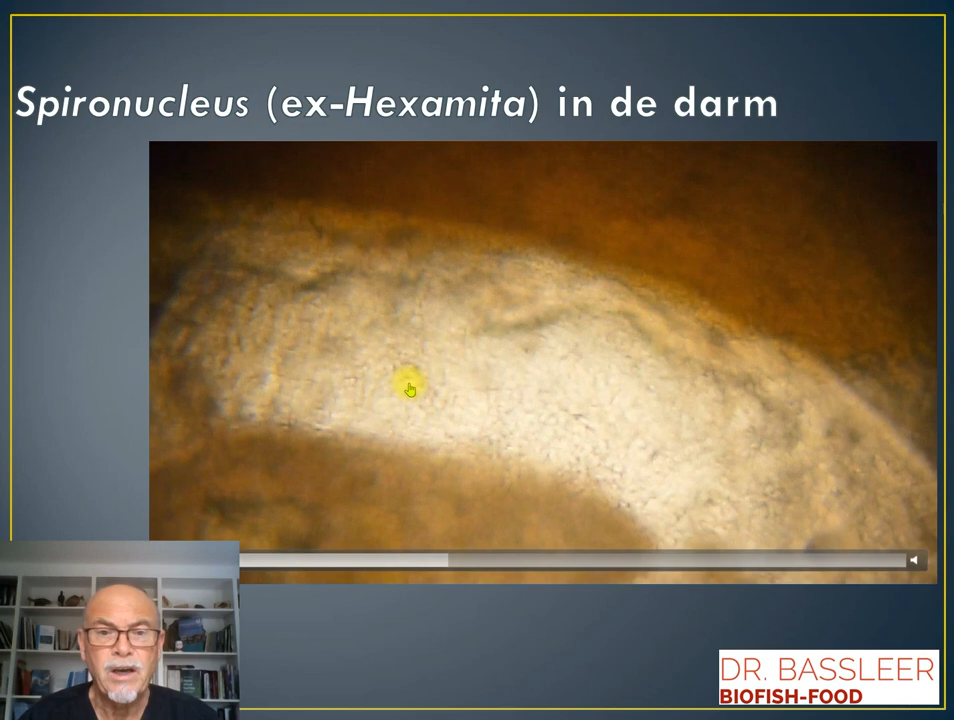 Spironucleus (ex-Hexamita) in de darm
DR. BASSLEER
BIOFISH-FOOD